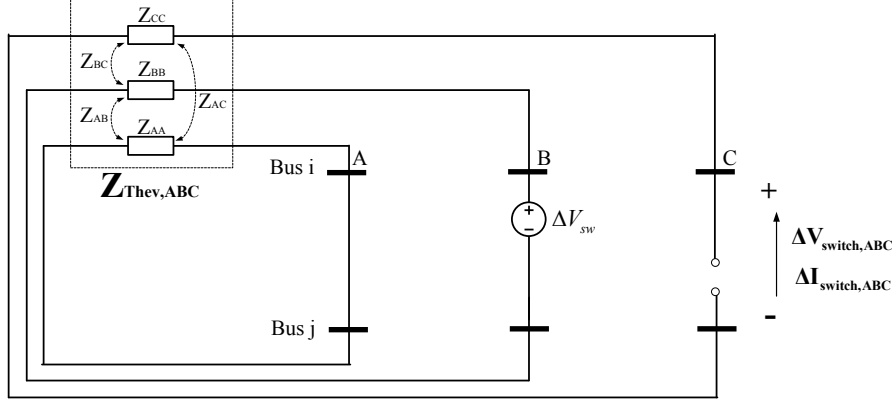 ZCC
ZBC
ZBB
ZAC
ZAB
ZAA
ZThev,ABC
Bus i
A
B
C
+
+
−
ΔVsw
ΔVswitch,ABC
ΔIswitch,ABC
Bus j
-